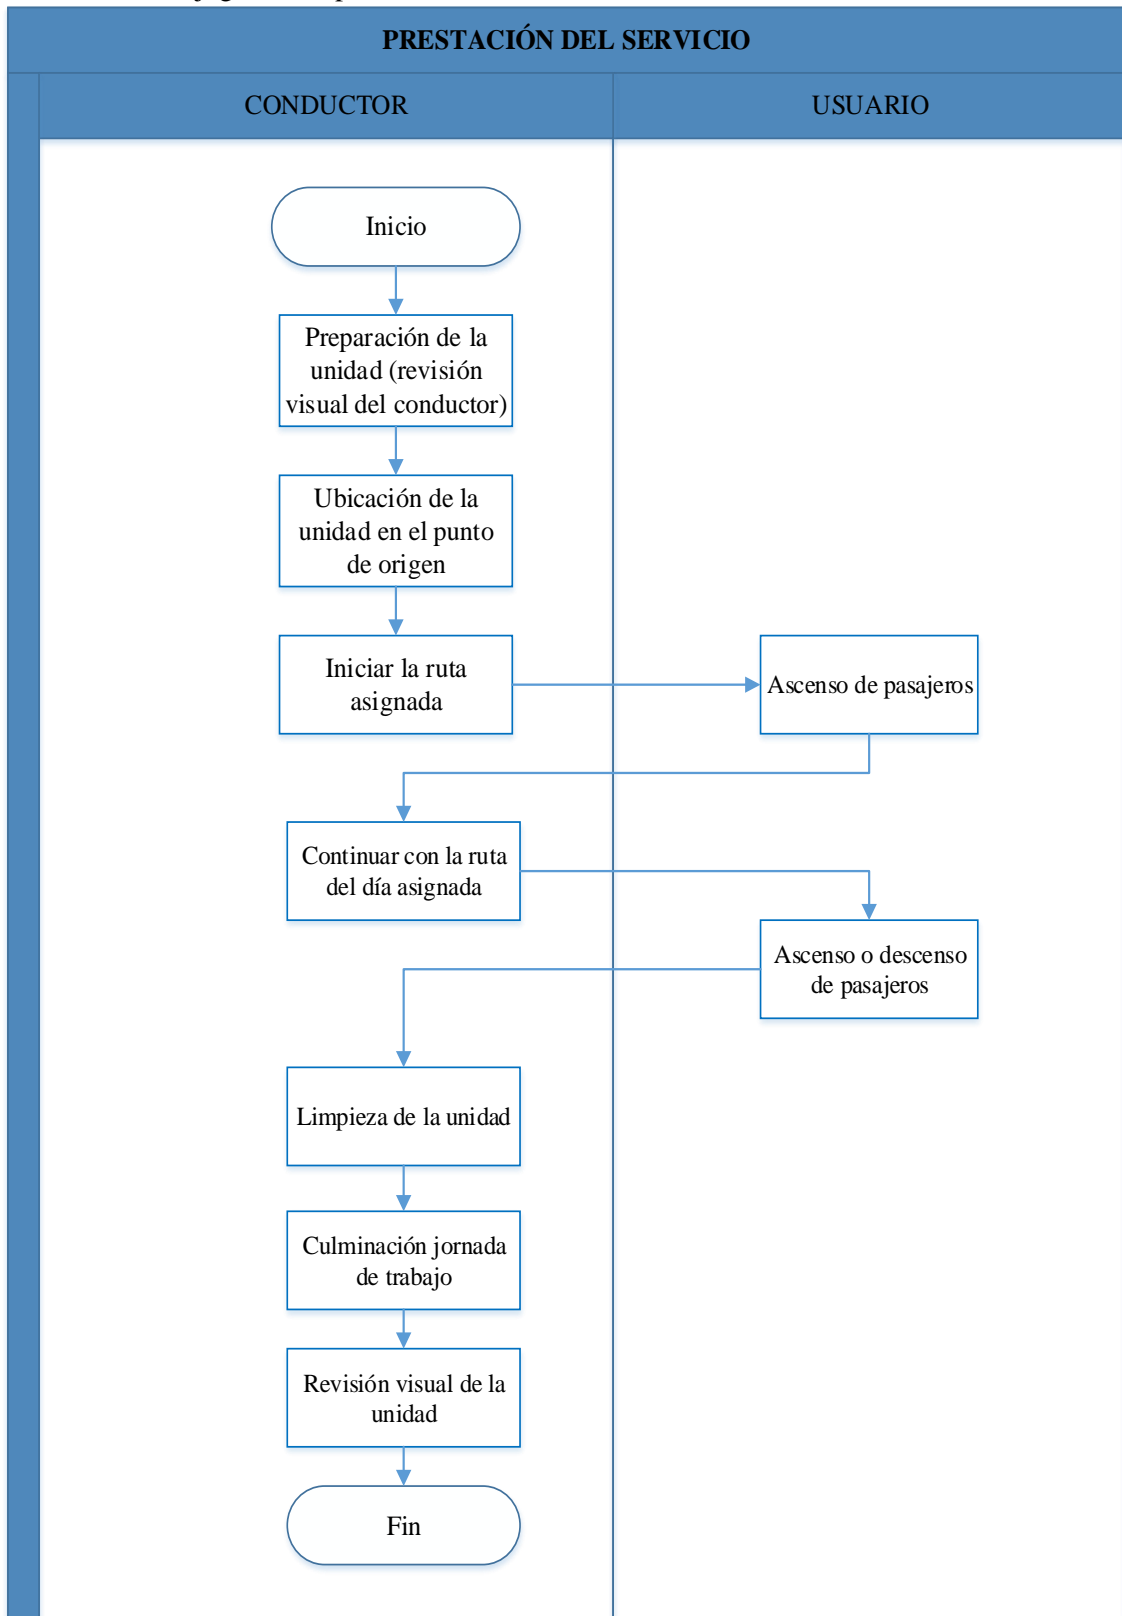 PRESTACIÓN DEL SERVICIO
CONDUCTOR
USUARIO
Inicio
Preparación de la
unidad (revisión
visual del conductor)
Ubicación de la
unidad en el punto
de origen
Iniciar la ruta
asignada
Ascenso de pasajeros
Continuar con la ruta
del día asignada
Ascenso o descenso
de pasajeros
Limpieza de la unidad
Culminación jornada
de trabajo
Revisión visual de la
unidad
Fin